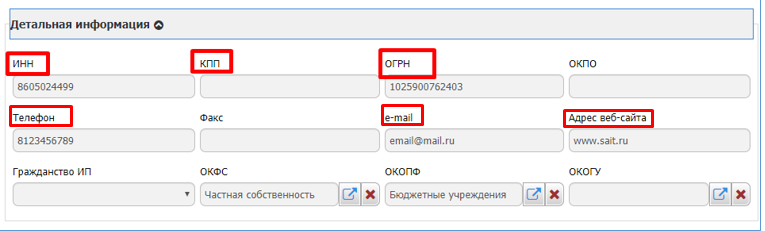 Детальная информация
ИНН КПП ОГРН ОКПО
8605024499 1025900762403
Телефон Факс e-mail Адрес веб-сайта
8123456789 email@mail.ru www.sait.ru
Гражданство ИП ОКФС ОКОПФ ОКОГУ
Частная собственность Бюджетные учреждения